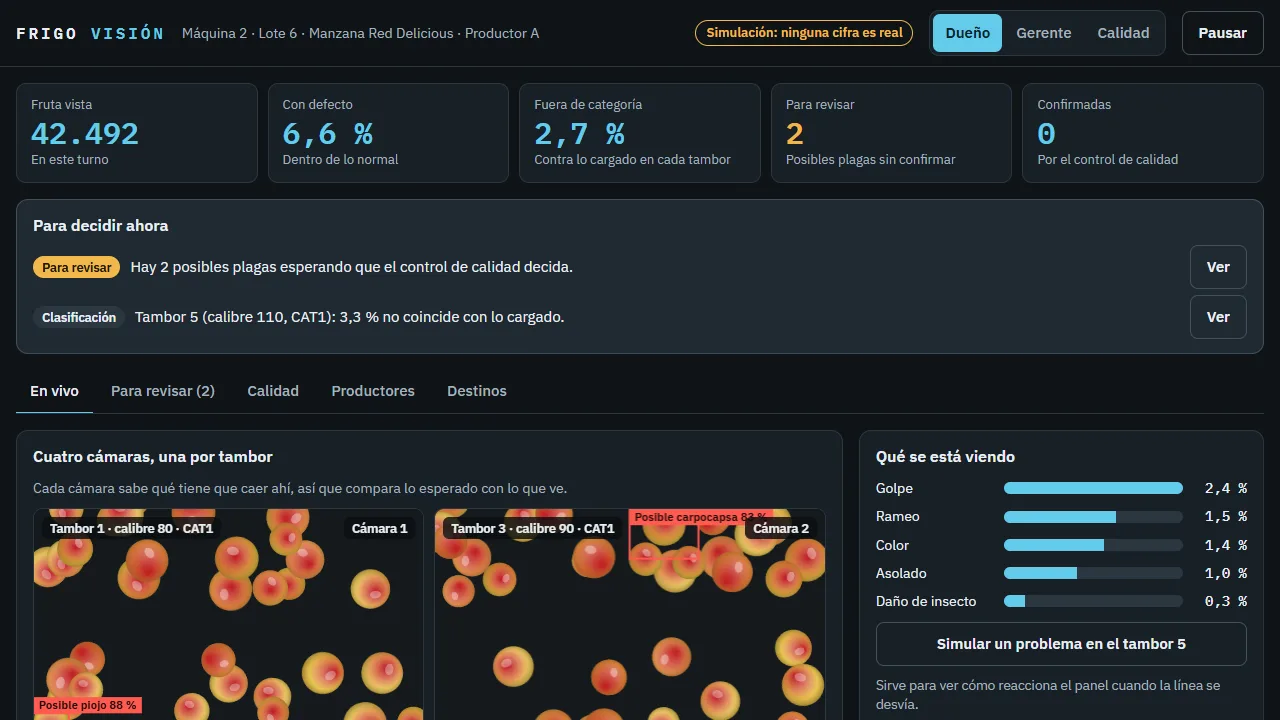 FRIGO VISIÓN
Máquina 2 · Lote 6 · Manzana Red Delicious · Productor A
Simulación: ninguna cifra es real
Dueño
Gerente
Calidad
Pausar
Fruta vista
42.492
En este turno
Con defecto
6,6 %
Dentro de lo normal
Fuera de categoría
2,7 %
Contra lo cargado en cada tambor
Para revisar
2
Posibles plagas sin confirmar
Confirmadas
0
Por el control de calidad
Para decidir ahora
Para revisar Hay 2 posibles plagas esperando que el control de calidad decida.
Ver
Clasificación Tambor 5 (calibre 110, CAT1): 3,3 % no coincide con lo cargado.
Ver
En vivo
Para revisar (2)
Calidad
Productores
Destinos
Cuatro cámaras, una por tambor
Cada cámara sabe qué tiene que caer ahí, así que compara lo esperado con lo que ve.
Tambor 1 · calibre 80 · CAT1
Cámara 1
Posible piojo 88 %
Tambor 3 · calibre 90 · CAT1
Posible carpocapsa 83 %
Cámara 2
Qué se está viendo
Golpe 2,4 %
Rameo 1,5 %
Color 1,4 %
Asolado 1,0 %
Daño de insecto 0,3 %
Simular un problema en el tambor 5
Sirve para ver cómo reacciona el panel cuando la línea se
desvía.